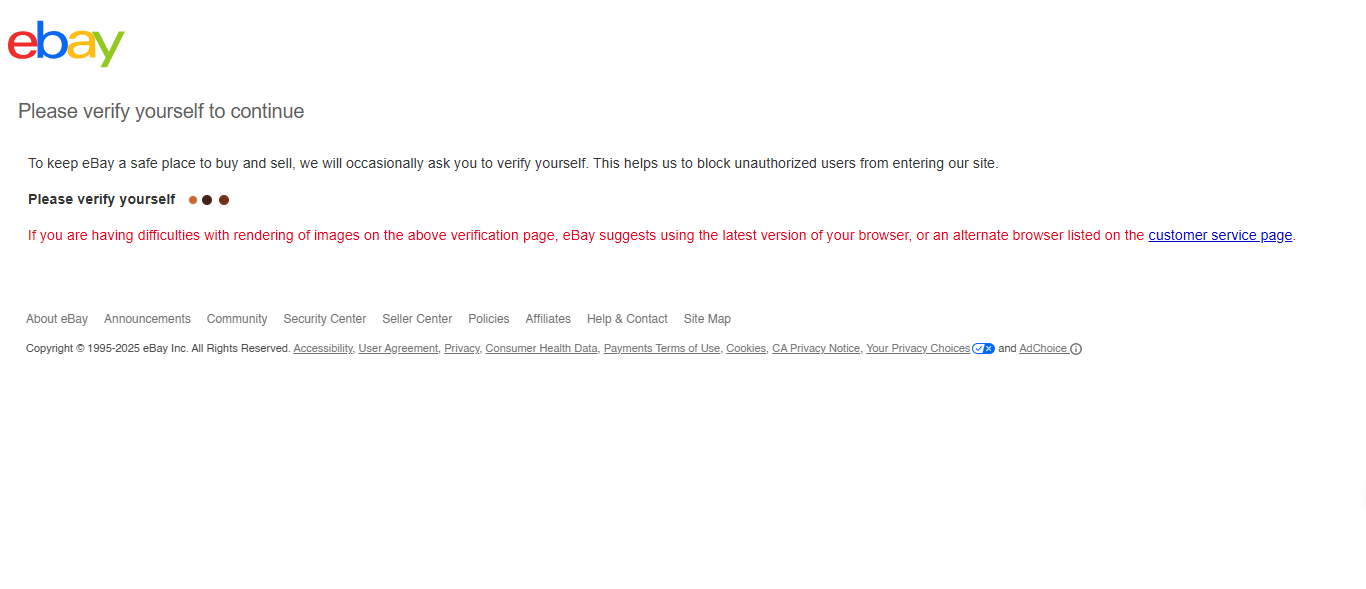 ebay
Please verify yourself to continue
To keep eBay a safe place to buy and sell, we will occasionally ask you to verify yourself. This helps us to block unauthorized users from entering our site.
Please verify yourself
If you are having difficulties with rendering of images on the above verification page, eBay suggests using the latest version of your browser, or an alternate browser listed on the customer service page.
About eBay Announcements Community Security Center Seller Center Policies Affiliates Help & Contact Site Map
Copyright © 1995-2025 eBay Inc. All Rights Reserved. Accessibility, User Agreement, Privacy, Consumer Health Data, Payments Terms of Use, Cookies, CA Privacy Notice, Your Privacy Choices and AdChoice